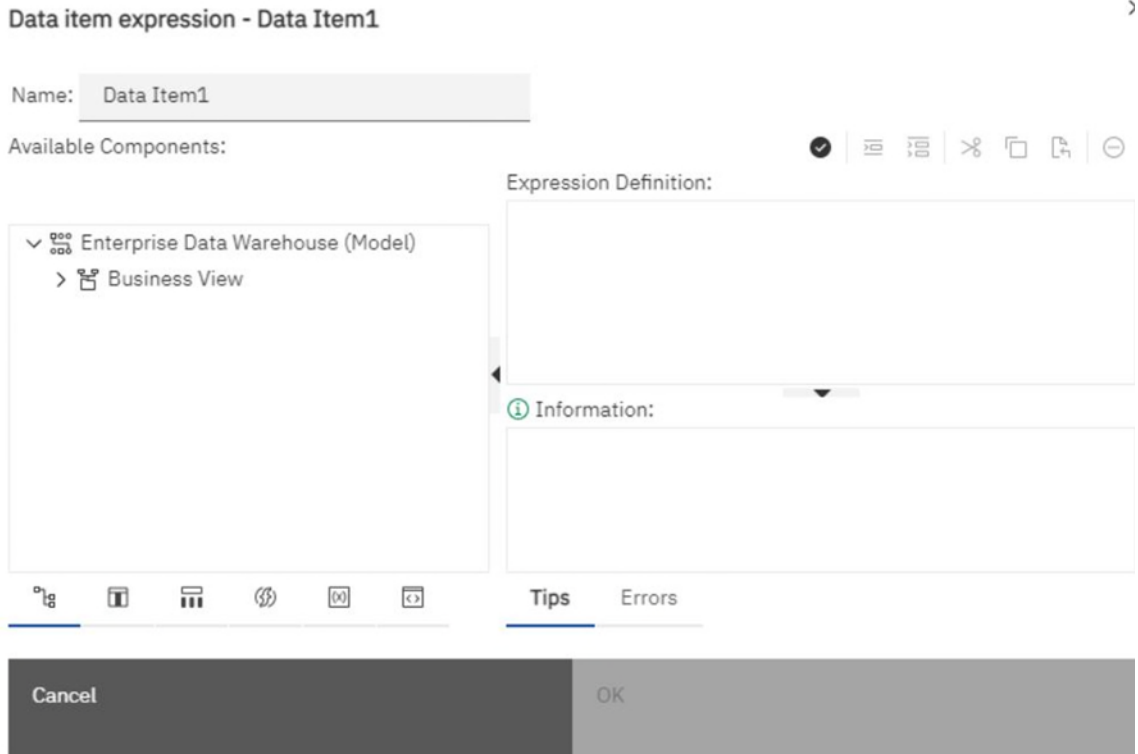 Data item expression - Data Item1
Name: Data Item1
Available Components:
Expression Definition:
Enterprise Data Warehouse (Model)
Business View
Information:
Tips Errors
Cancel OK